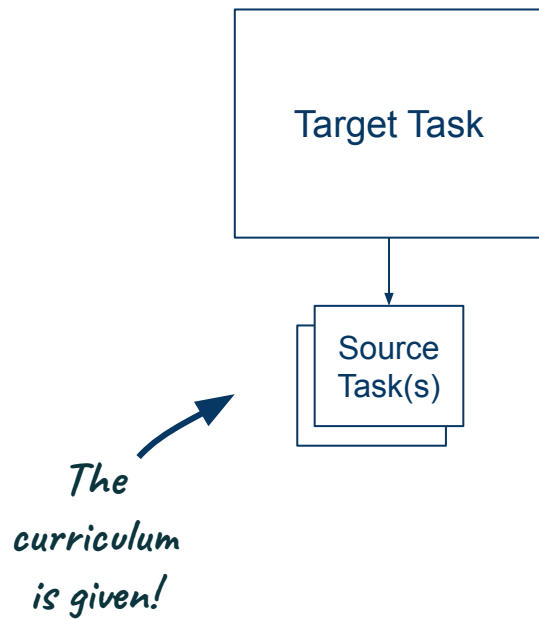 Target Task
Source
Task(s)
The
curriculum
is given!